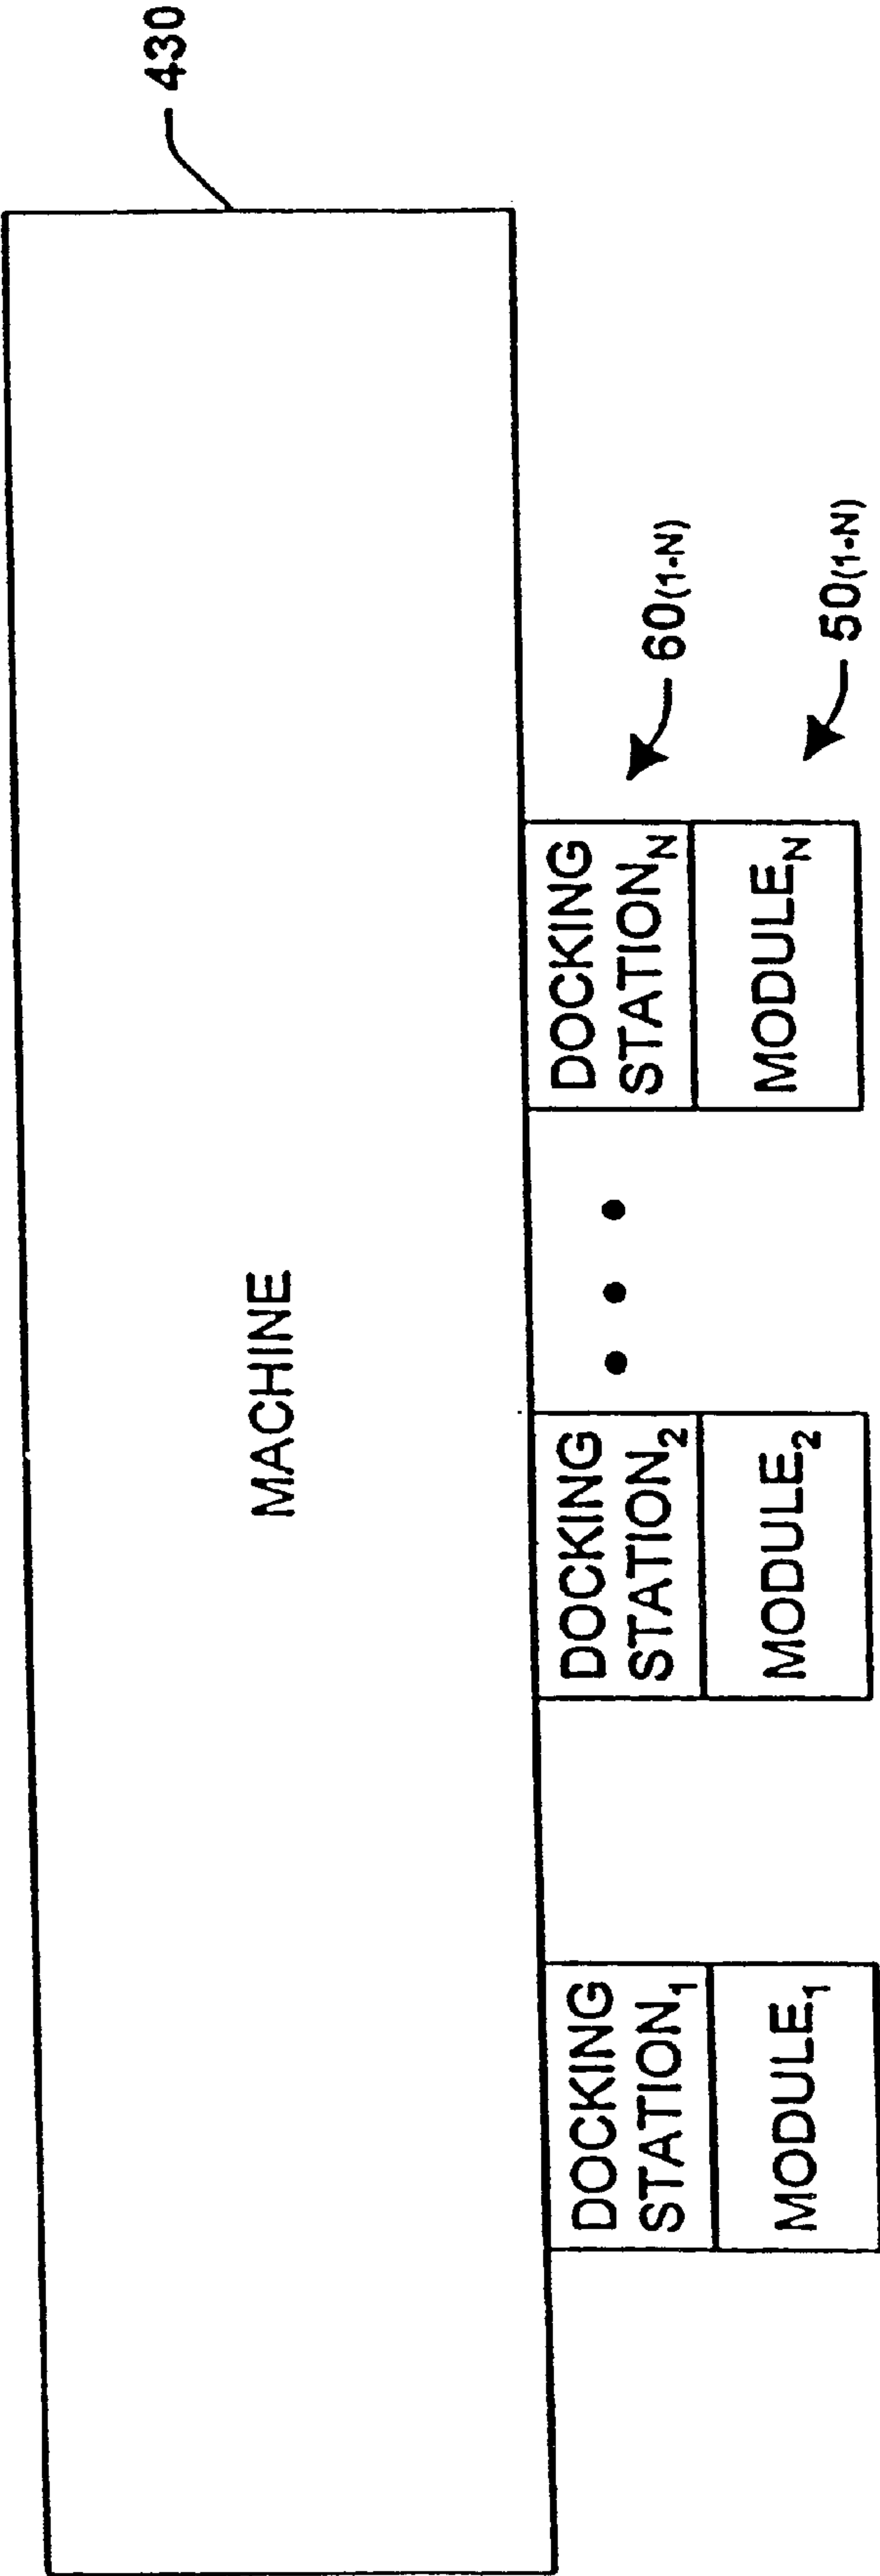 430
MACHINE
DOCKING
STATION1
MODULE1
DOCKING
STATION2
MODULE2
DOCKING
STATIONN
MODULEN
60(1-N)
50(1-N)